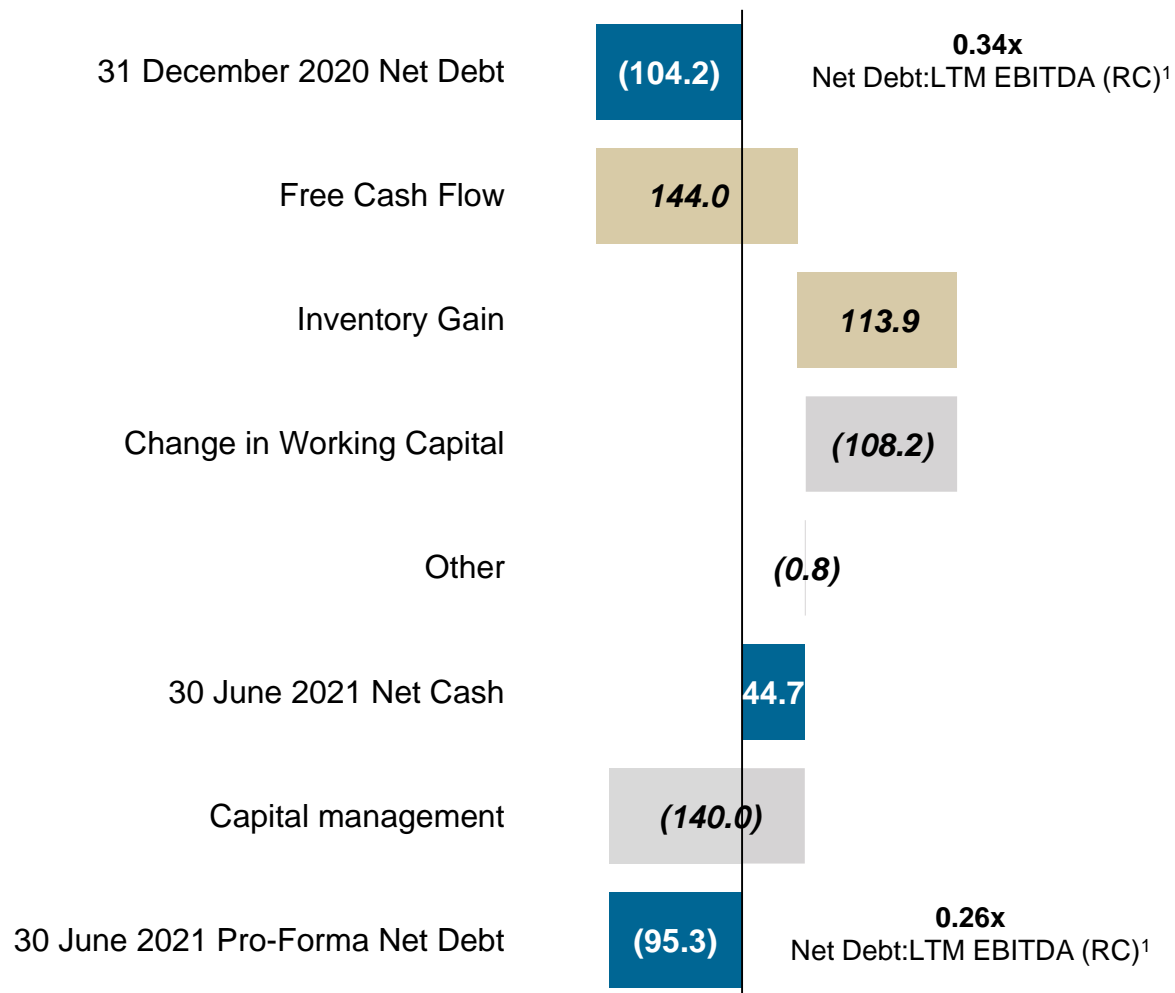 31 December 2020 Net Debt
(104.2)
0.34x
Net Debt:LTM EBITDA (RC)¹
Free Cash Flow
144.0
Inventory Gain
113.9
Change in Working Capital
(108.2)
Other
(0.8)
30 June 2021 Net Cash
44.7
Capital management
(140.0)
30 June 2021 Pro-Forma Net Debt
(95.3)
0.26x
Net Debt:LTM EBITDA (RC)¹